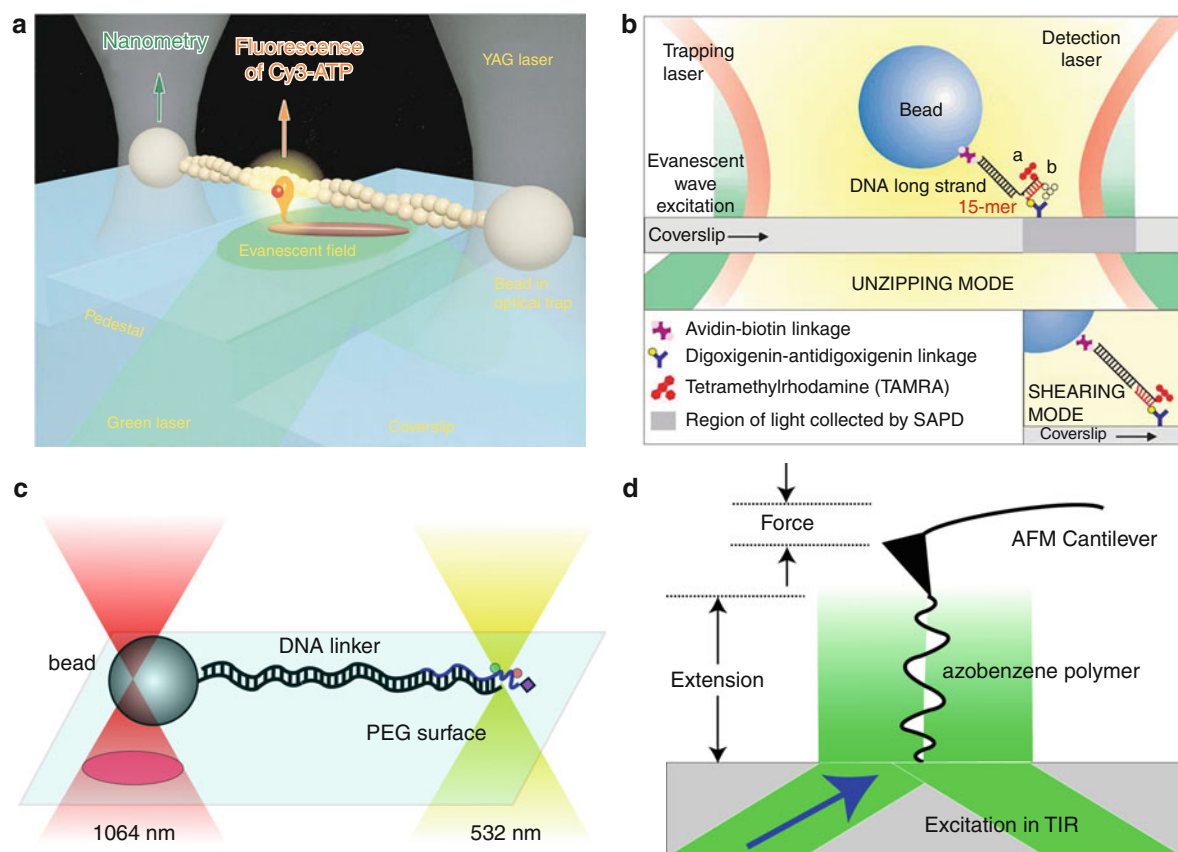 a
Nanometry
Fluorescense
of Cy3-ATP
YAG laser
Evanescent field
Bead in
optical trap
Pedestal
Green laser
Coverslip
b
Trapping
laser
Detection
laser
Bead
a
b
Evanescent
wave
excitation
DNA long strand
15-mer
Coverslip
UNZIPPING MODE
Avidin-biotin linkage
Digoxigenin-antidigoxigenin linkage
Tetramethylrhodamine (TAMRA)
Region of light collected by SAPD
SHEARING
MODE
Coverslip
c
bead
DNA linker
PEG surface
1064 nm
532 nm
d
Force
AFM Cantilever
Extension
azobenzene polymer
Excitation in TIR